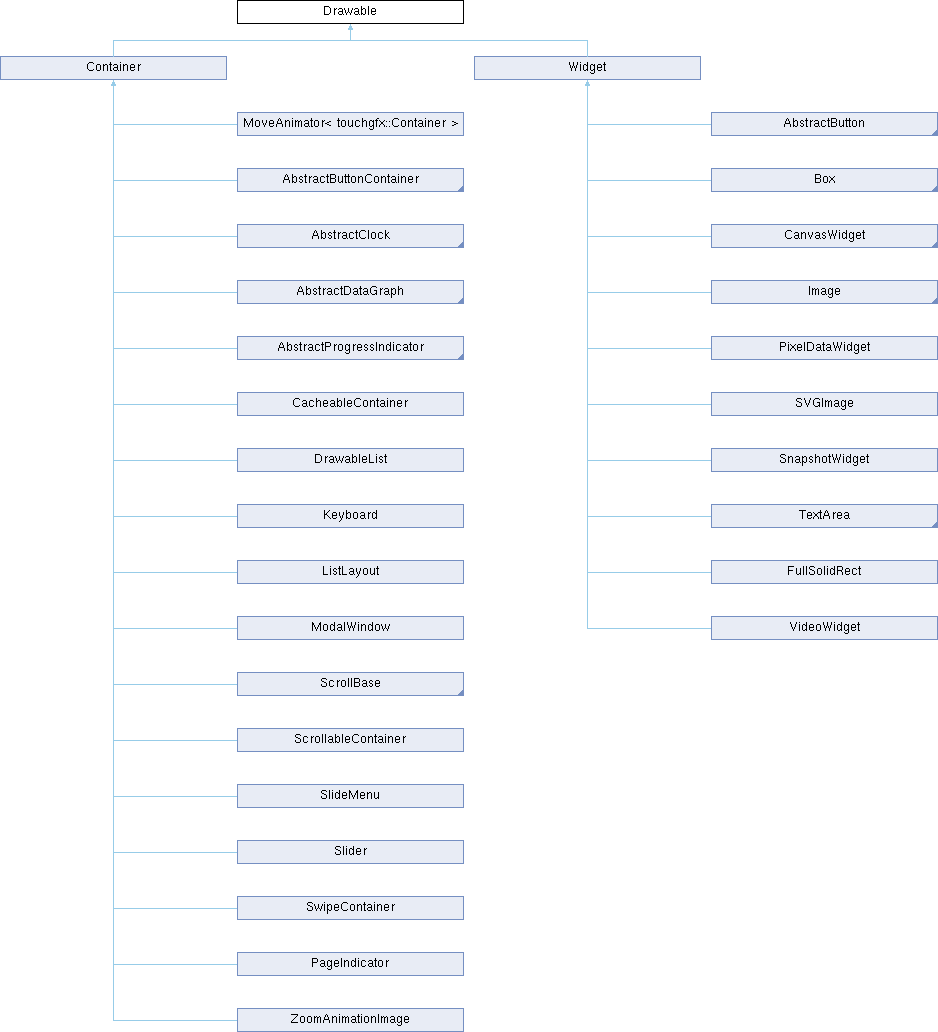 Drawable
Container
Widget
MoveAnimator< touchgfx::Container >
AbstractButton
AbstractButtonContainer
Box
AbstractClock
CanvasWidget
AbstractDataGraph
Image
AbstractProgressIndicator
PixelDataWidget
CacheableContainer
SVGImage
DrawableList
SnapshotWidget
Keyboard
TextArea
ListLayout
FullSolidRect
ModalWindow
VideoWidget
ScrollBase
ScrollableContainer
SlideMenu
Slider
SwipeContainer
PageIndicator
ZoomAnimationImage